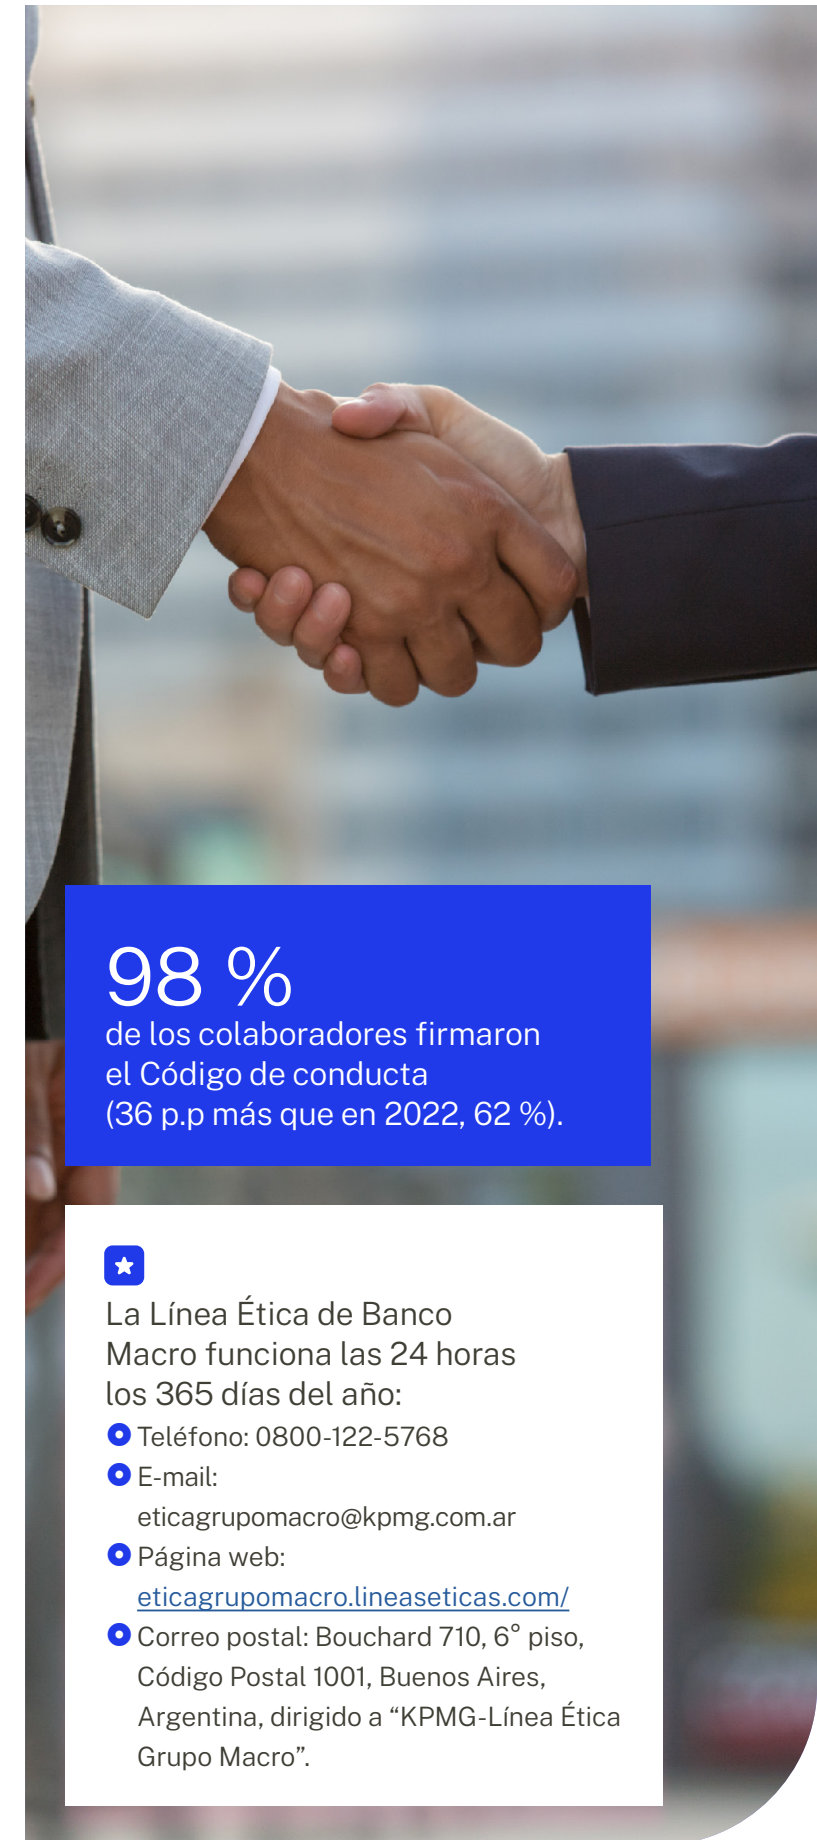 98 %
de los colaboradores firmaron
el Código de conducta
(36 p.p más que en 2022, 62 %).
La Línea Ética de Banco
Macro funciona las 24 horas
los 365 días del año:
Teléfono: 0800-122-5768
E-mail:
eticagrupomacro@kpmg.com.ar
Página web:
eticagrupomacro.lineaseticas.com/
Correo postal: Bouchard 710, 6° piso,
Código Postal 1001, Buenos Aires,
Argentina, dirigido a “KPMG-Línea Ética
Grupo Macro”.